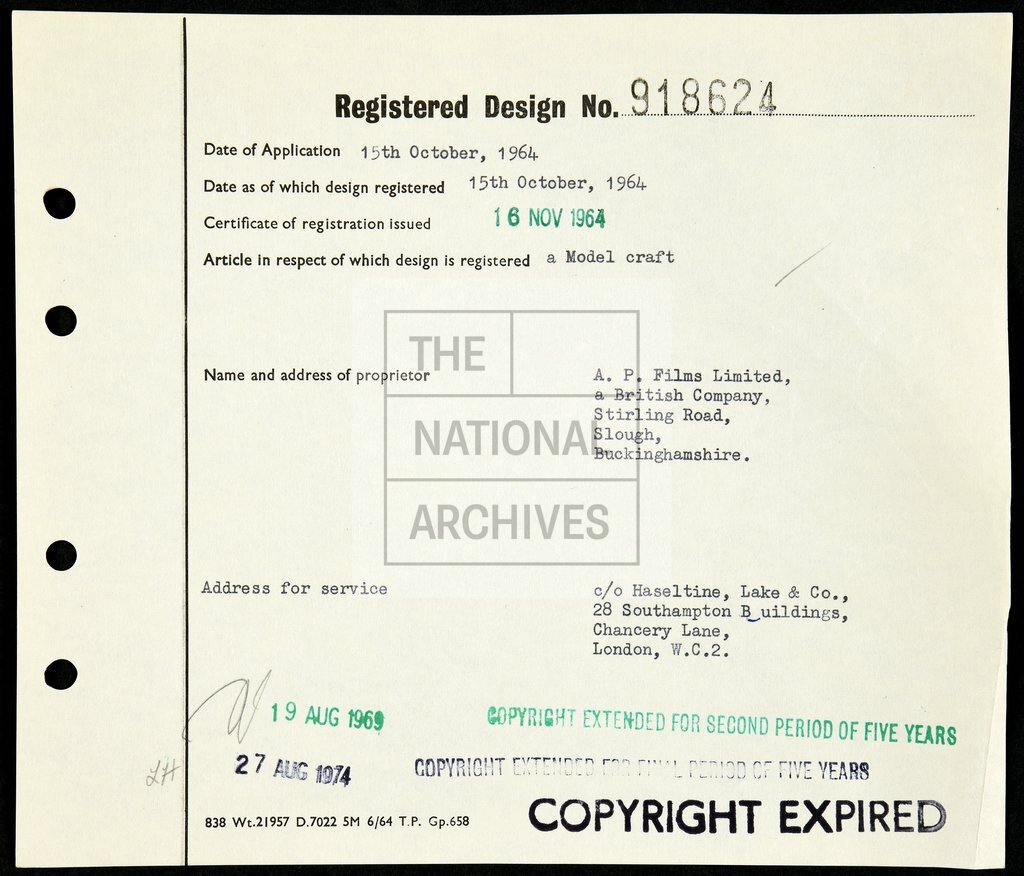 Registered Design No. 918624
Date of Application 15th October, 1964
Date as of which design registered 15th October, 1964
Certificate of registration issued 16 NOV 1964
Article in respect of which design is registered a Model craft
THE
NATIONAL
ARCHIVES
Name and address of proprietor A. P. Films Limited,
a British Company,
Stirling Road,
Slough,
Buckinghamshire.
Address for service c/o Haseltine, Lake & Co.,
28 Southampton B uildings,
Chancery Lane,
London, W.C.2.
19 AUG 1969 COPYRIGHT EXTENDED FOR SECOND PERIOD OF FIVE YEARS
27 AUG 1974 COPYRIGHT EXTENDED FOR FINAL PERIOD OF FIVE YEARS
838 Wt.21957 D.7022 5M 6/64 T.P. Gp.658
COPYRIGHT EXPIRED